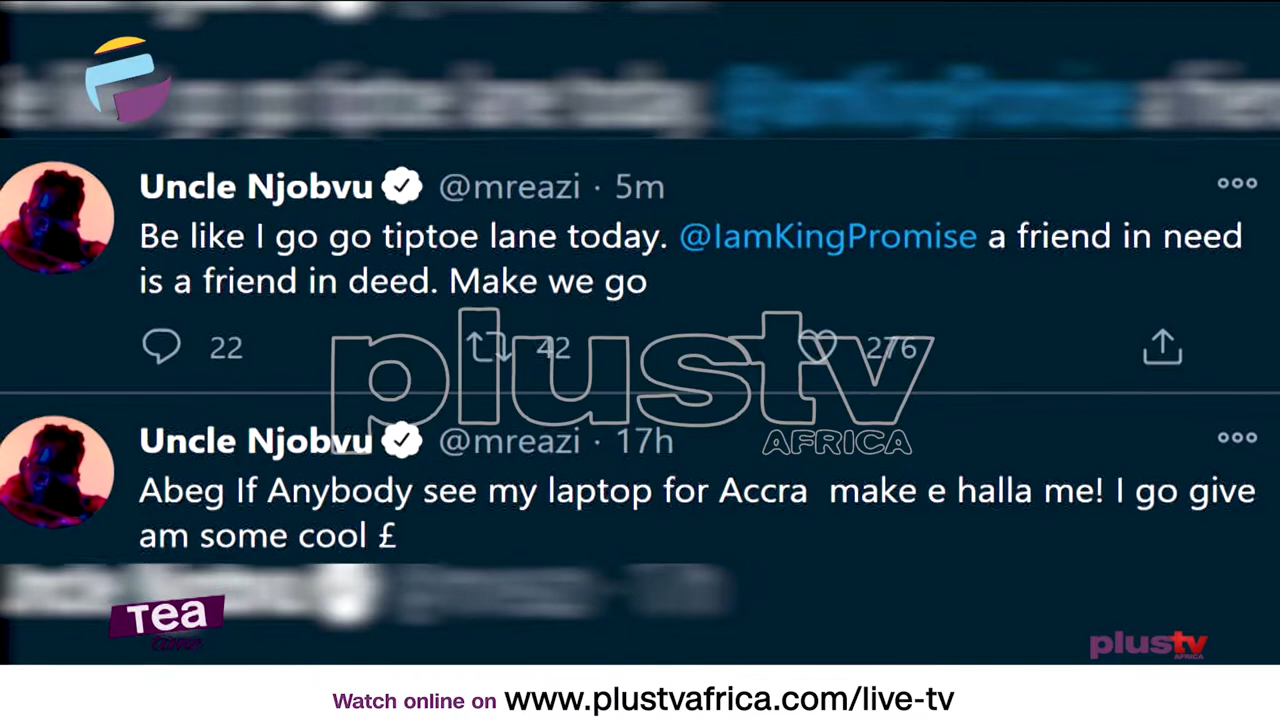 Uncle Njobvu @mreazi · 5m
Be like I go go tiptoe lane today. @IamKingPromise a friend in need
is a friend in deed. Make we go
22 42 276
plustv
AFRICA
Uncle Njobvu @mreazi · 17h
Abeg If Anybody see my laptop for Accra make e halla me! I go give
am some cool £
Tea
time
plustv
AFRICA
Watch online on www.plustvafrica.com/live-tv